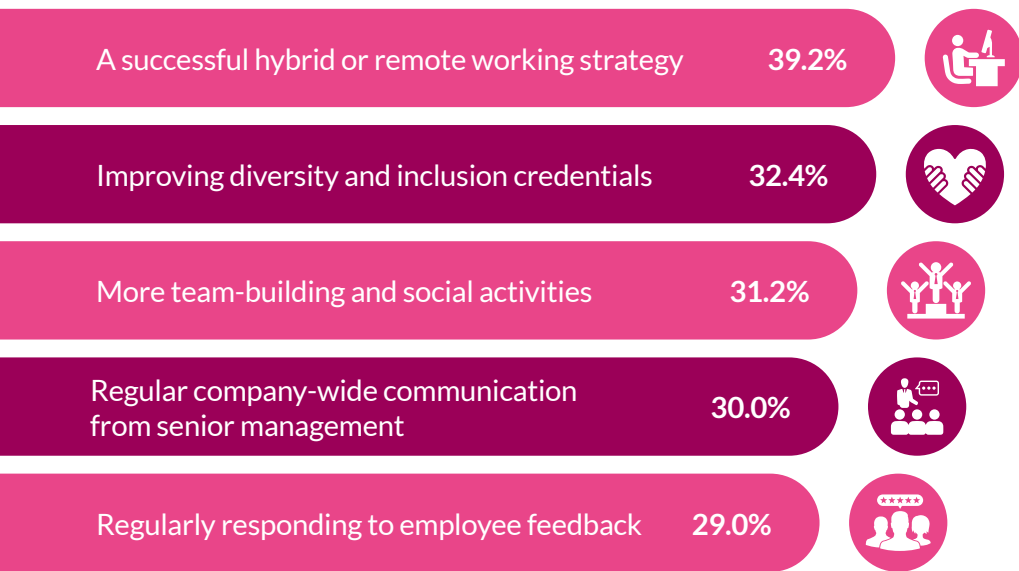 A successful hybrid or remote working strategy 39.2%
Improving diversity and inclusion credentials 32.4%
More team-building and social activities 31.2%
Regular company-wide communication
from senior management 30.0%
Regularly responding to employee feedback 29.0%